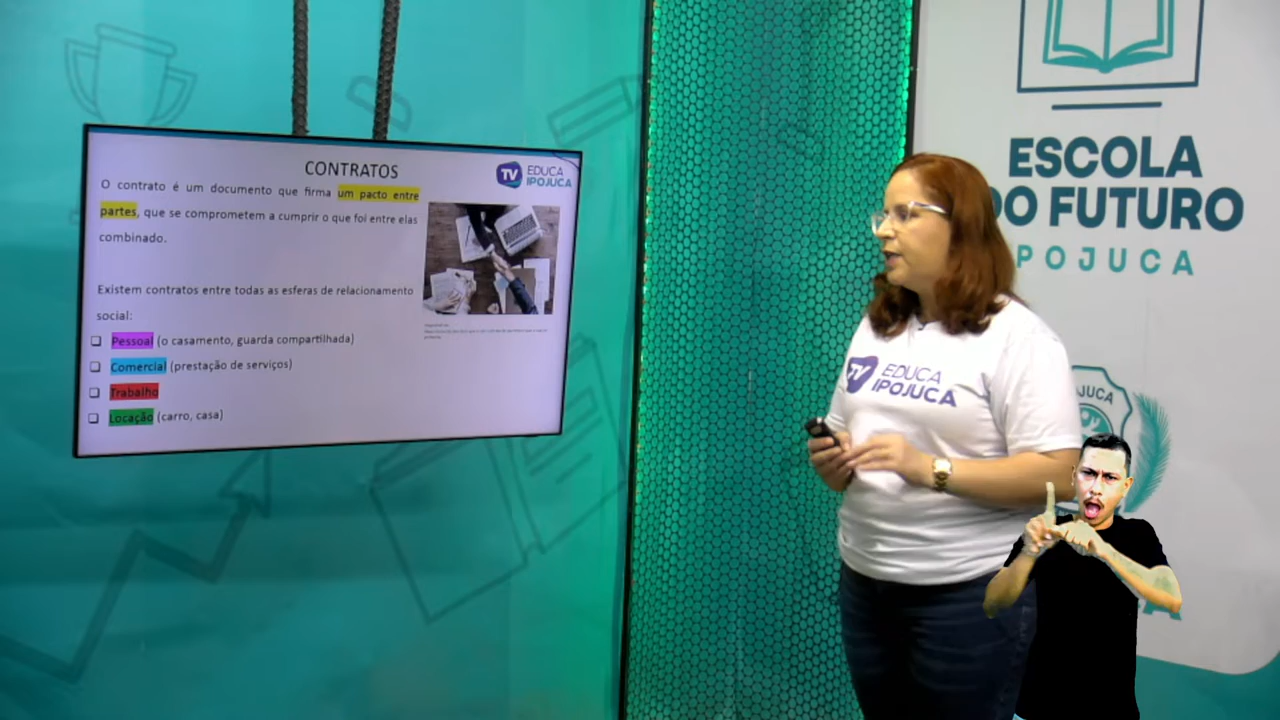 CONTRATOS
TV EDUCA
IPOJUCA
O contrato é um documento que firma um pacto entre
partes, que se comprometem a cumprir o que foi entre elas
combinado.
Existem contratos entre todas as esferas de relacionamento
social:
Pessoal (o casamento, guarda compartilhada)
Comercial (prestação de serviços)
Trabalho
Locação (carro, casa)
ESCOLA
DO FUTURO
IPOJUCA
TV EDUCA
IPOJUCA
OJUCA